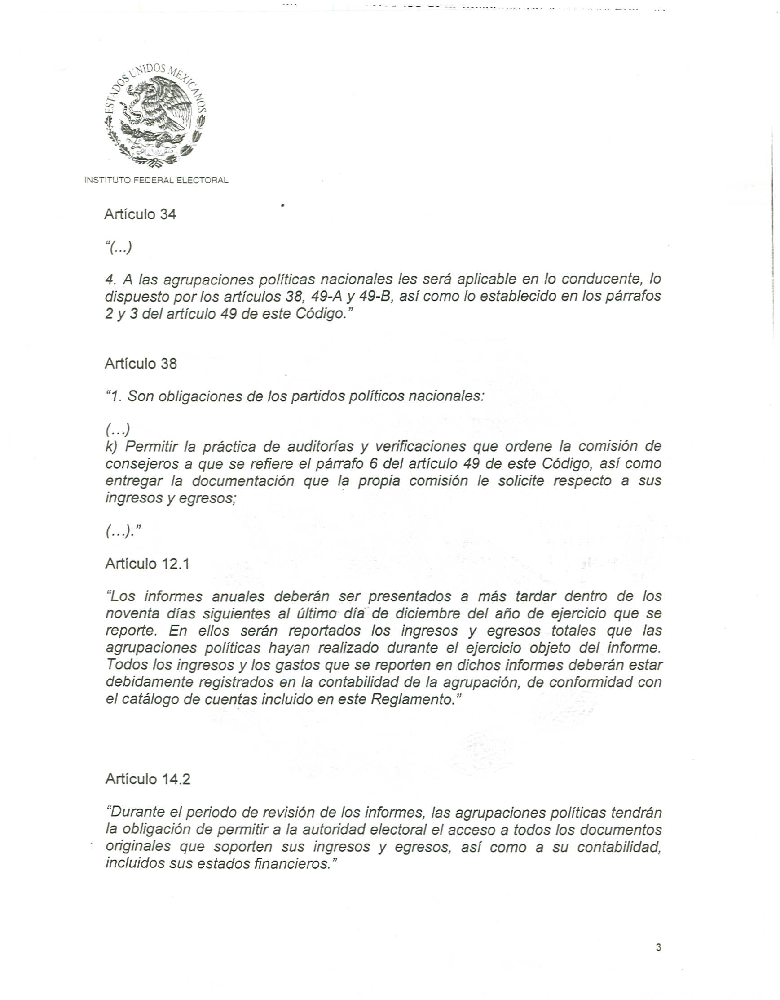 ESTADOS UNIDOS MEXICANOS
INSTITUTO FEDERAL ELECTORAL
Artículo 34
“(...)
4. A las agrupaciones políticas nacionales les será aplicable en lo conducente, lo
dispuesto por los artículos 38, 49-A y 49-B, así como lo establecido en los párrafos
2 y 3 del artículo 49 de este Código.”
Artículo 38
“1. Son obligaciones de los partidos políticos nacionales:
(...)
k) Permitir la práctica de auditorías y verificaciones que ordene la comisión de
consejeros a que se refiere el párrafo 6 del artículo 49 de este Código, así como
entregar la documentación que la propia comisión le solicite respecto a sus
ingresos y egresos;
(...).”
Artículo 12.1
“Los informes anuales deberán ser presentados a más tardar dentro de los
noventa días siguientes al último día de diciembre del año de ejercicio que se
reporte. En ellos serán reportados los ingresos y egresos totales que las
agrupaciones políticas hayan realizado durante el ejercicio objeto del informe.
Todos los ingresos y los gastos que se reporten en dichos informes deberán estar
debidamente registrados en la contabilidad de la agrupación, de conformidad con
el catálogo de cuentas incluido en este Reglamento.”
Artículo 14.2
“Durante el periodo de revisión de los informes, las agrupaciones políticas tendrán
la obligación de permitir a la autoridad electoral el acceso a todos los documentos
originales que soporten sus ingresos y egresos, así como a su contabilidad,
incluidos sus estados financieros.”
3